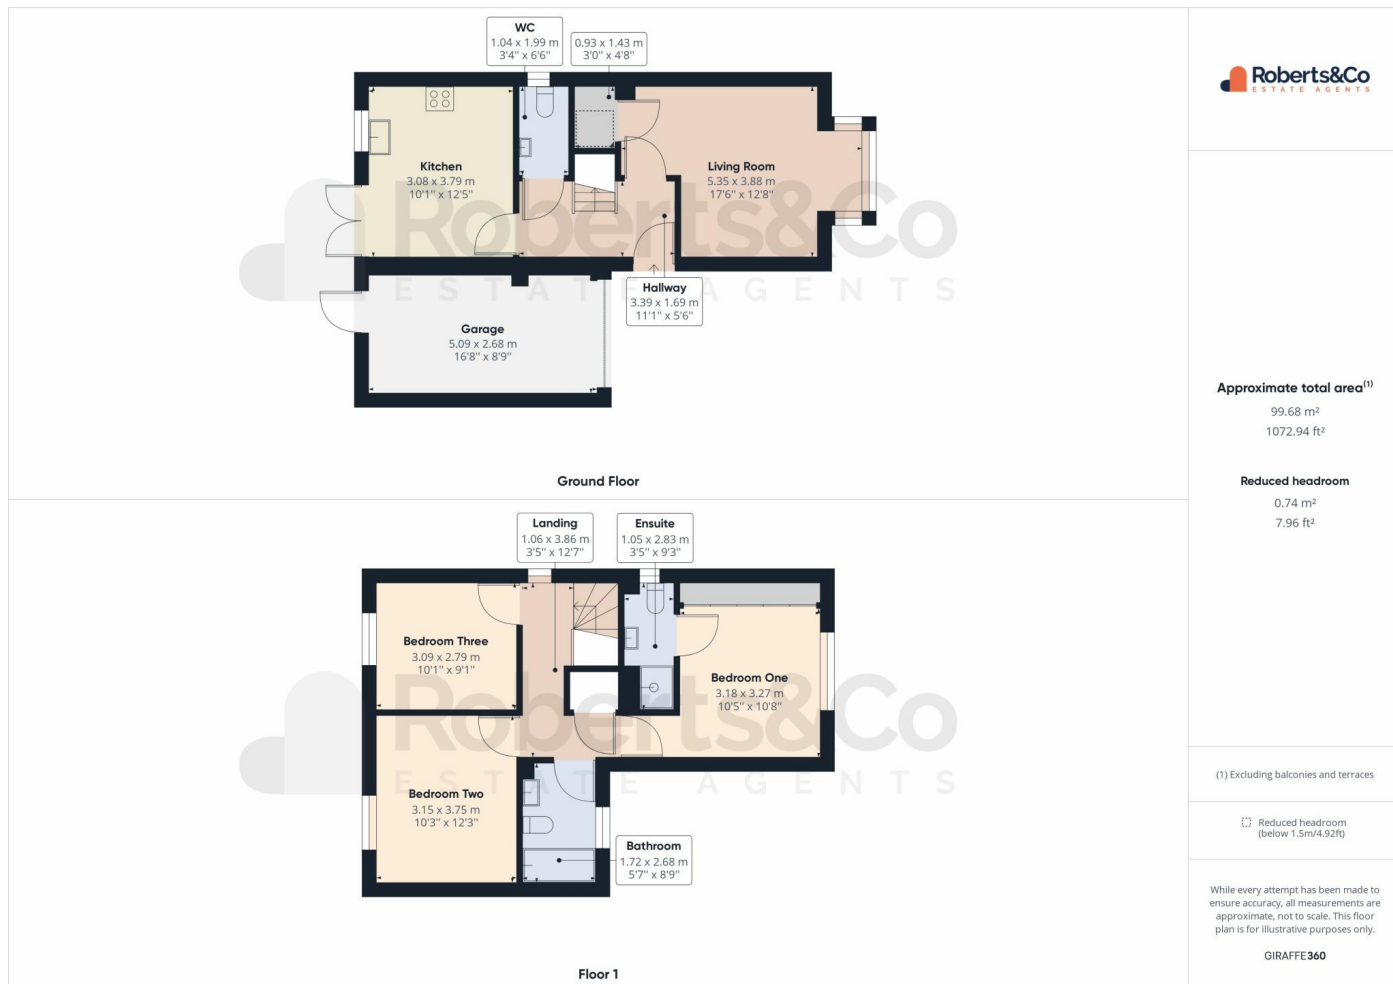 WC
1.04 x 1.99 m
3'4" x 6'6"
0.93 x 1.43 m
3'0" x 4'8"
Kitchen
3.08 x 3.79 m
10'1" x 12'5"
Living Room
5.35 x 3.88 m
17'6" x 12'8"
Hallway
3.39 x 1.69 m
11'1" x 5'6"
Garage
5.09 x 2.68 m
16'8" x 8'9"
Roberts&Co
ESTATE AGENTS
Ground Floor
Landing
1.06 x 3.86 m
3'5" x 12'7"
Ensuite
1.05 x 2.83 m
3'5" x 9'3"
Bedroom Three
3.09 x 2.79 m
10'1" x 9'1"
Bedroom One
3.18 x 3.27 m
10'5" x 10'8"
Bedroom Two
3.15 x 3.75 m
10'3" x 12'3"
Bathroom
1.72 x 2.68 m
5'7" x 8'9"
Roberts&Co
ESTATE AGENTS
Floor 1
Roberts&Co
ESTATE AGENTS
Approximate total area(1)
99.68 m²
1072.94 ft²
Reduced headroom
0.74 m²
7.96 ft²
(1) Excluding balconies and terraces
Reduced headroom
(below 1.5m/4.92ft)
While every attempt has been made to
ensure accuracy, all measurements are
approximate, not to scale. This floor
plan is for illustrative purposes only.
GIRAFFE360